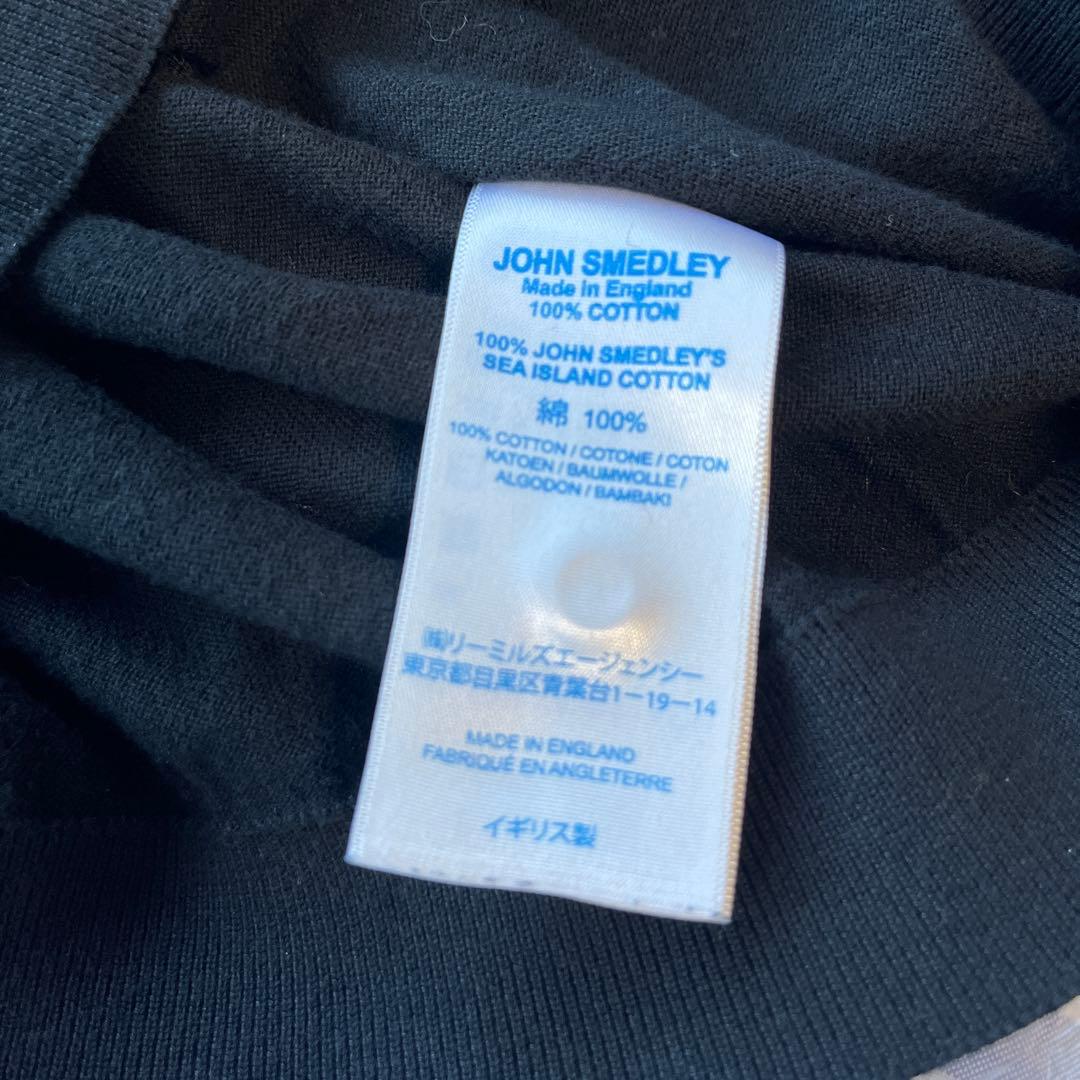 JOHN SMEDLEY
Made in England
100% COTTON
100% JOHN SMEDLEY'S
SEA ISLAND COTTON
綿 100%
100% COTTON / COTONE / COTON
KATOEN / BAUMWOLLE /
ALGODON / BAMBAKI
㈱リーミルズエージェンシー
東京都目黒区青葉台1-19-14
MADE IN ENGLAND
FABRIQUÉ EN ANGLETERRE
イギリス製